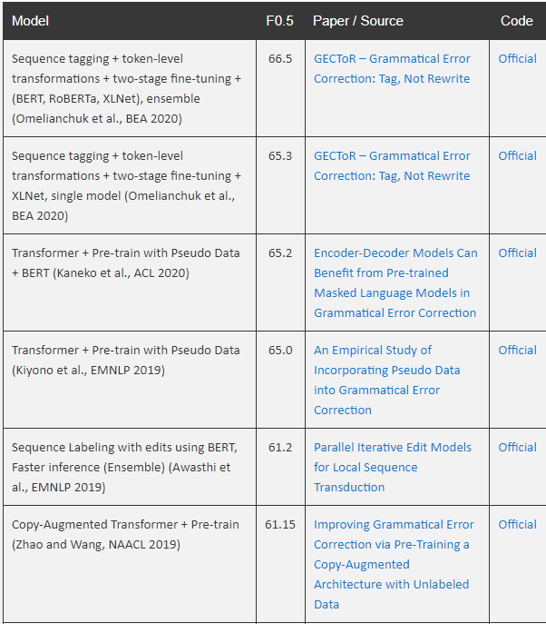 Model F0.5 Paper / Source Code
Sequence tagging + token-level
transformations + two-stage fine-tuning +
(BERT, RoBERTa, XLNet), ensemble
(Omelianchuk et al., BEA 2020)
66.5
GECToR – Grammatical Error
Correction: Tag, Not Rewrite
Official
Sequence tagging + token-level
transformations + two-stage fine-tuning +
XLNet, single model (Omelianchuk et al.,
BEA 2020)
65.3
GECToR – Grammatical Error
Correction: Tag, Not Rewrite
Official
Transformer + Pre-train with Pseudo Data
+ BERT (Kaneko et al., ACL 2020)
65.2
Encoder-Decoder Models Can
Benefit from Pre-trained
Masked Language Models in
Grammatical Error Correction
Official
Transformer + Pre-train with Pseudo Data
(Kiyono et al., EMNLP 2019)
65.0
An Empirical Study of
Incorporating Pseudo Data
into Grammatical Error
Correction
Official
Sequence Labeling with edits using BERT,
Faster inference (Ensemble) (Awasthi et
al., EMNLP 2019)
61.2
Parallel Iterative Edit Models
for Local Sequence
Transduction
Official
Copy-Augmented Transformer + Pre-train
(Zhao and Wang, NAACL 2019)
61.15
Improving Grammatical Error
Correction via Pre-Training a
Copy-Augmented
Architecture with Unlabeled
Data
Official